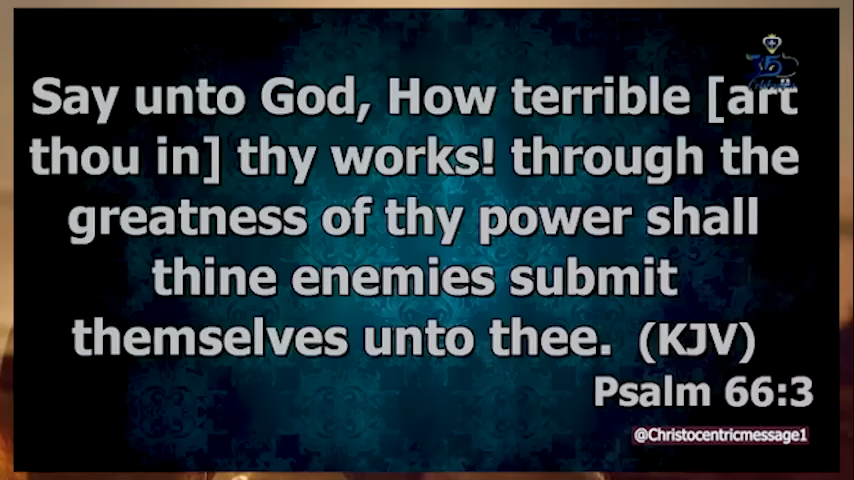 Say unto God, How terrible [art
thou in] thy works! through the
greatness of thy power shall
thine enemies submit
themselves unto thee. (KJV)
Psalm 66:3
@Christocentricmessage1